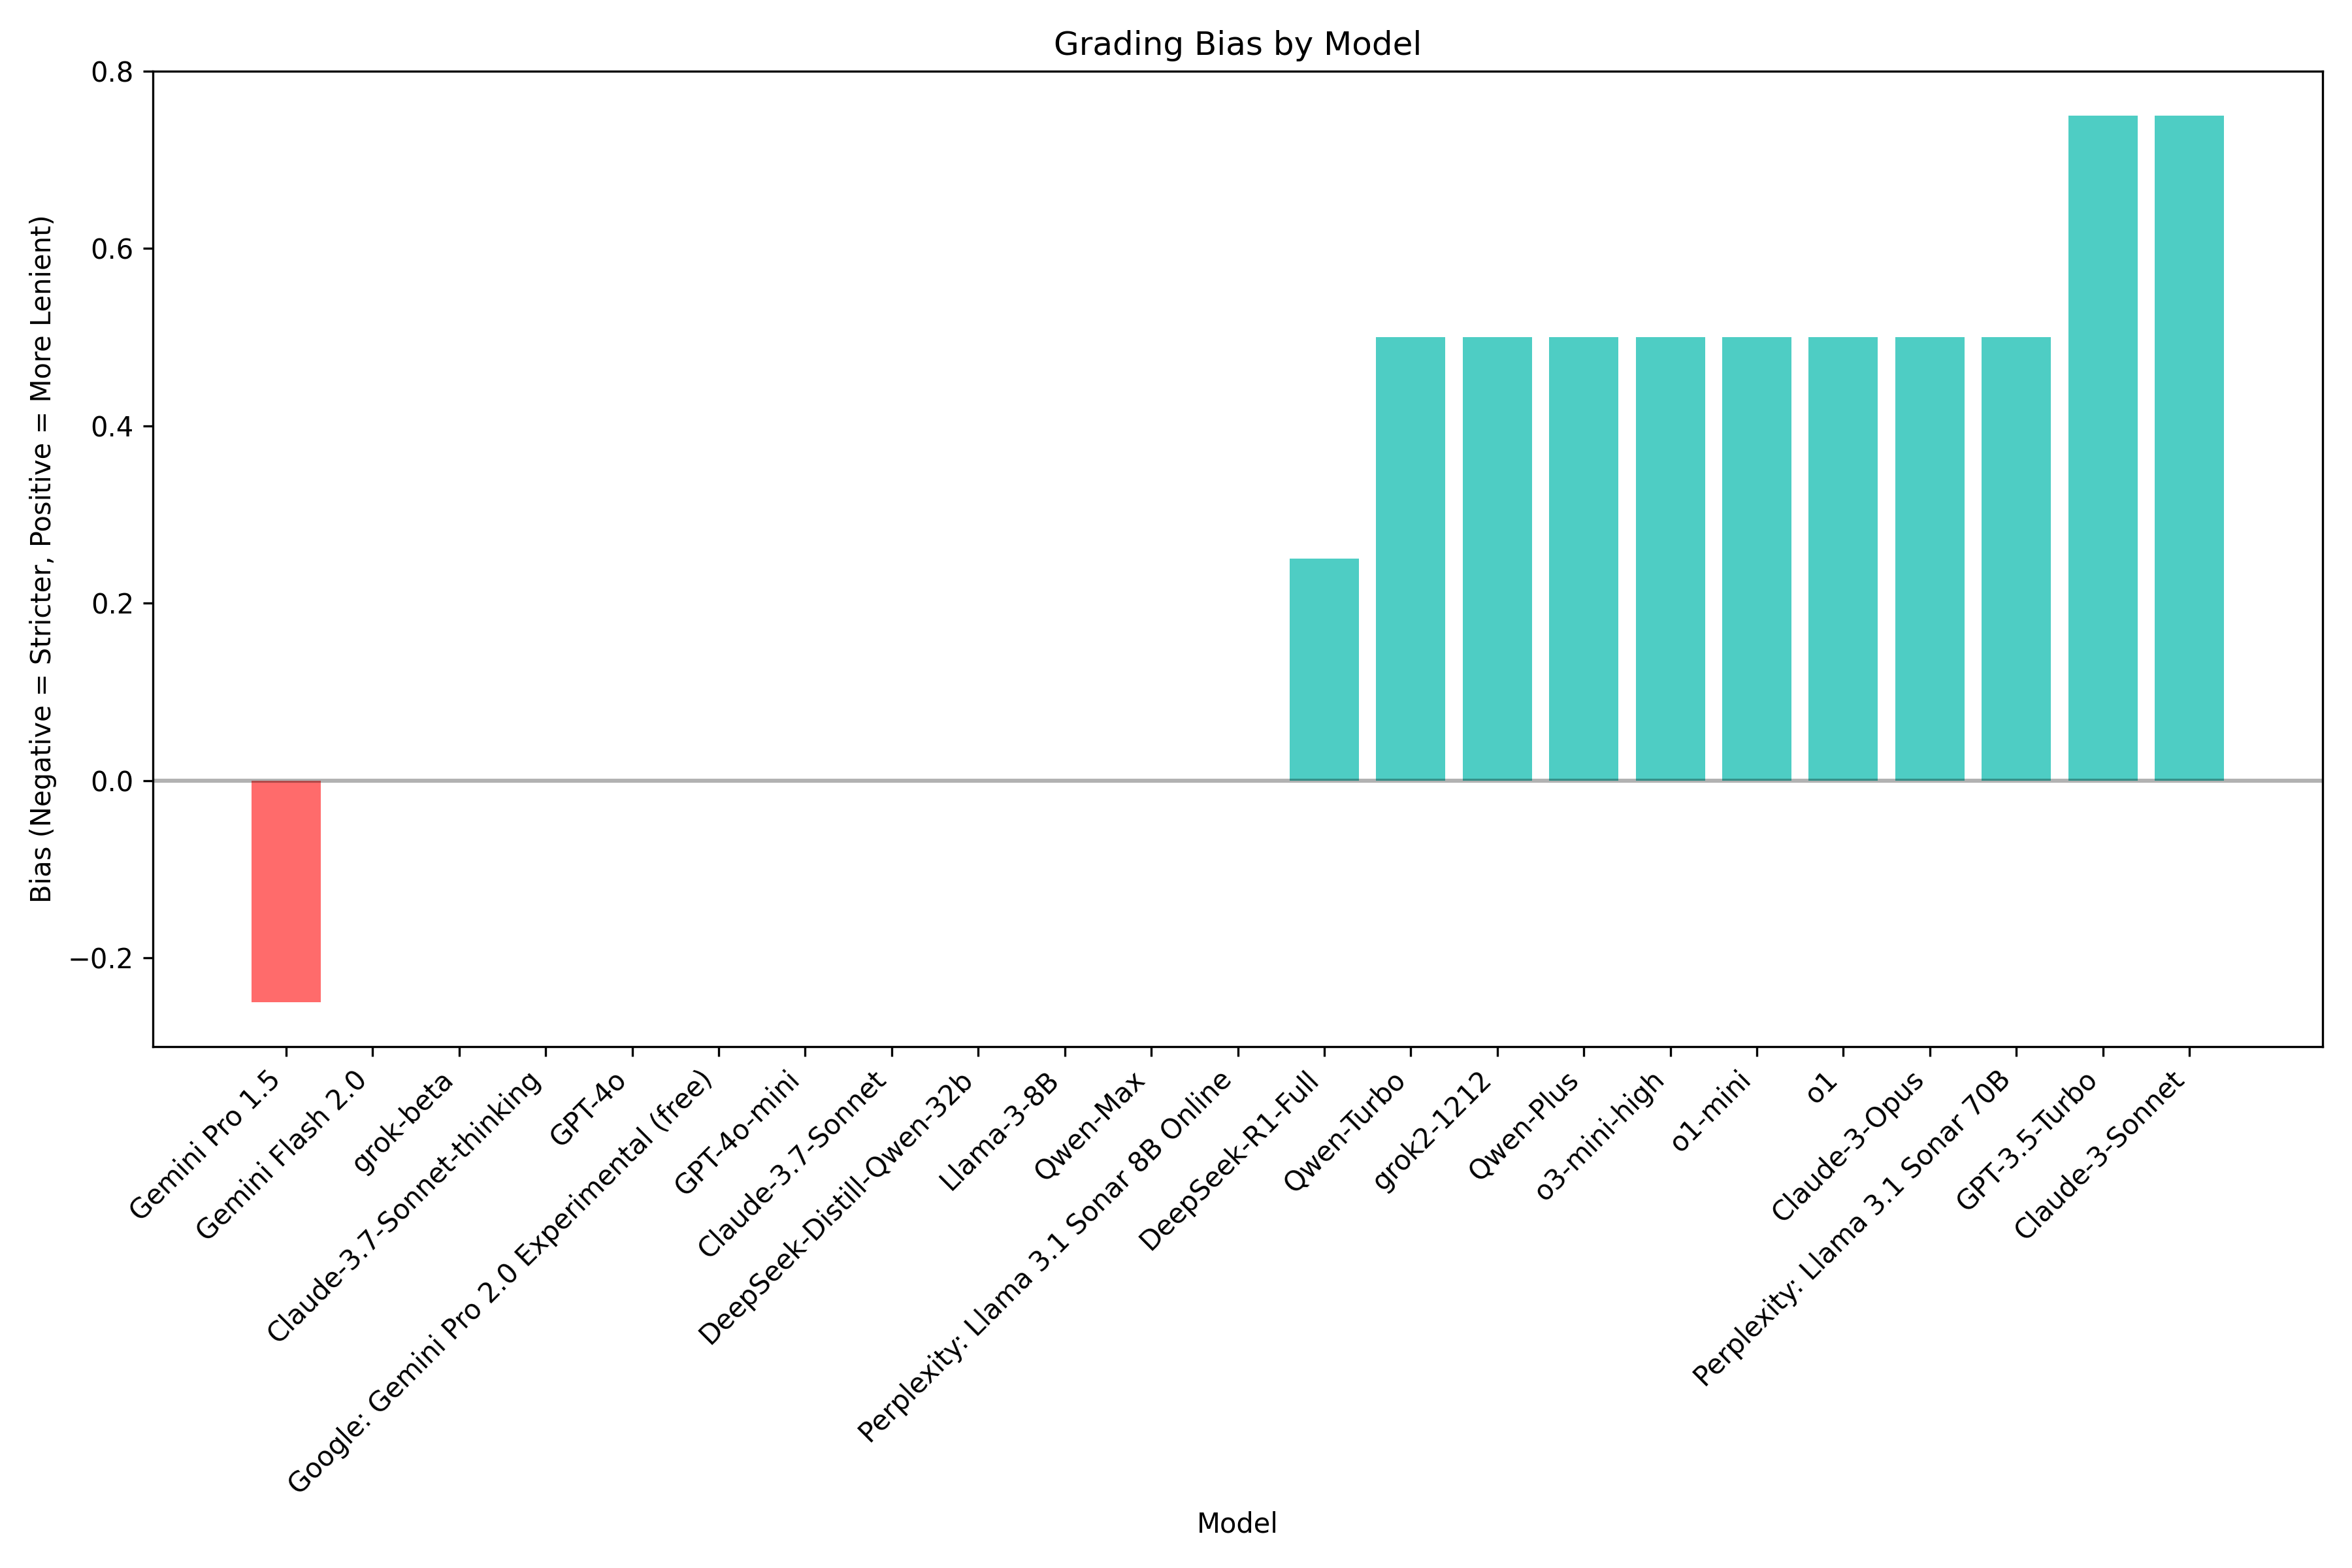 Grading Bias by Model
Bias (Negative = Stricter, Positive = More Lenient)
0.8
0.6
0.4
0.2
0.0
−0.2
Gemini Pro 1.5
Gemini Flash 2.0
grok-beta
Claude-3.7-Sonnet-thinking
GPT-4o
Google: Gemini Pro 2.0 Experimental (free)
GPT-4o-mini
Claude-3.7-Sonnet
DeepSeek-Distill-Qwen-32b
Llama-3-8B
Qwen-Max
Perplexity: Llama 3.1 Sonar 8B Online
DeepSeek-R1-Full
Qwen-Turbo
grok2-1212
Qwen-Plus
o3-mini-high
o1-mini
o1
Claude-3-Opus
Perplexity: Llama 3.1 Sonar 70B
GPT-3.5-Turbo
Claude-3-Sonnet
Model